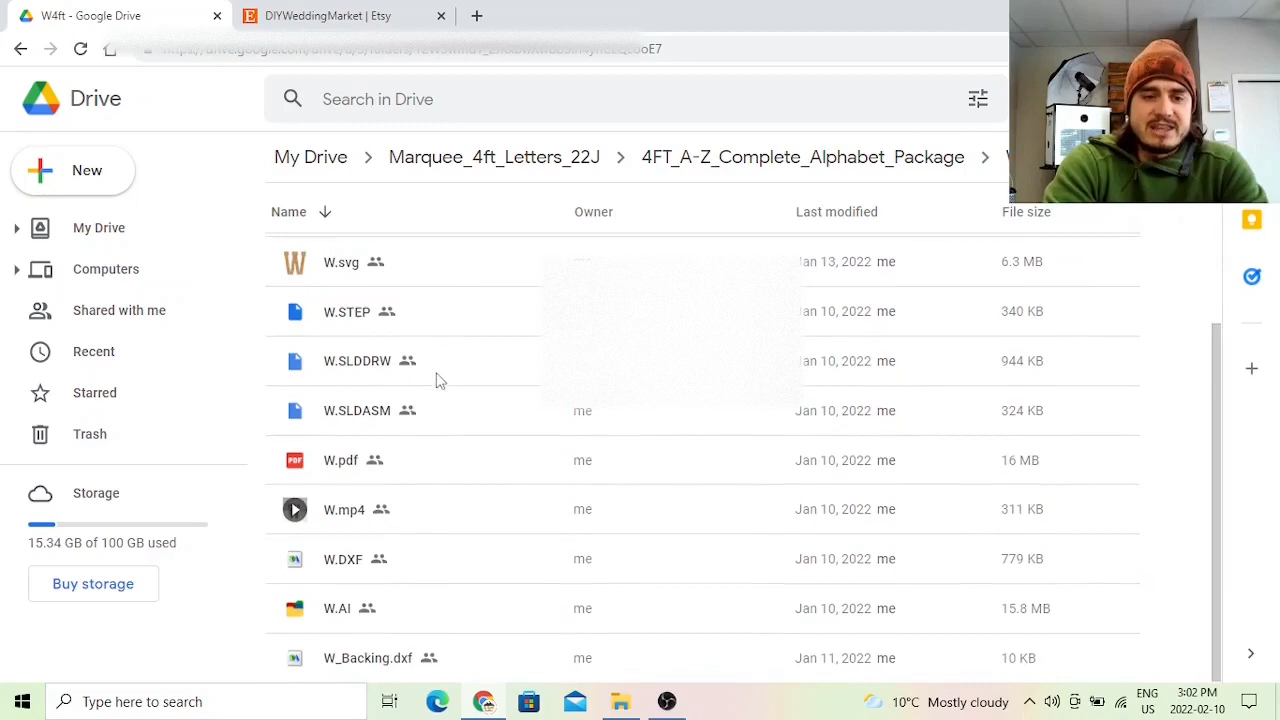 W4ft - Google Drive
DIYWeddingMarket | Etsy
Drive
Search in Drive
New
My Drive > Marquee_4ft_Letters_22J > 4FT_A-Z_Complete_Alphabet_Package >
Name Owner Last modified File size
My Drive
Computers
Shared with me
Recent
Starred
Trash
Storage
15.34 GB of 100 GB used
Buy storage
W.svg Jan 13, 2022 me 6.3 MB
W.STEP Jan 10, 2022 me 340 KB
W.SLDDRW Jan 10, 2022 me 944 KB
W.SLDASM me Jan 10, 2022 me 324 KB
W.pdf me Jan 10, 2022 me 16 MB
W.mp4 me Jan 10, 2022 me 311 KB
W.DXF me Jan 10, 2022 me 779 KB
W.AI me Jan 10, 2022 me 15.8 MB
W_Backing.dxf me Jan 11, 2022 me 10 KB
Type here to search
10°C Mostly cloudy
ENG
US
3:02 PM
2022-02-10